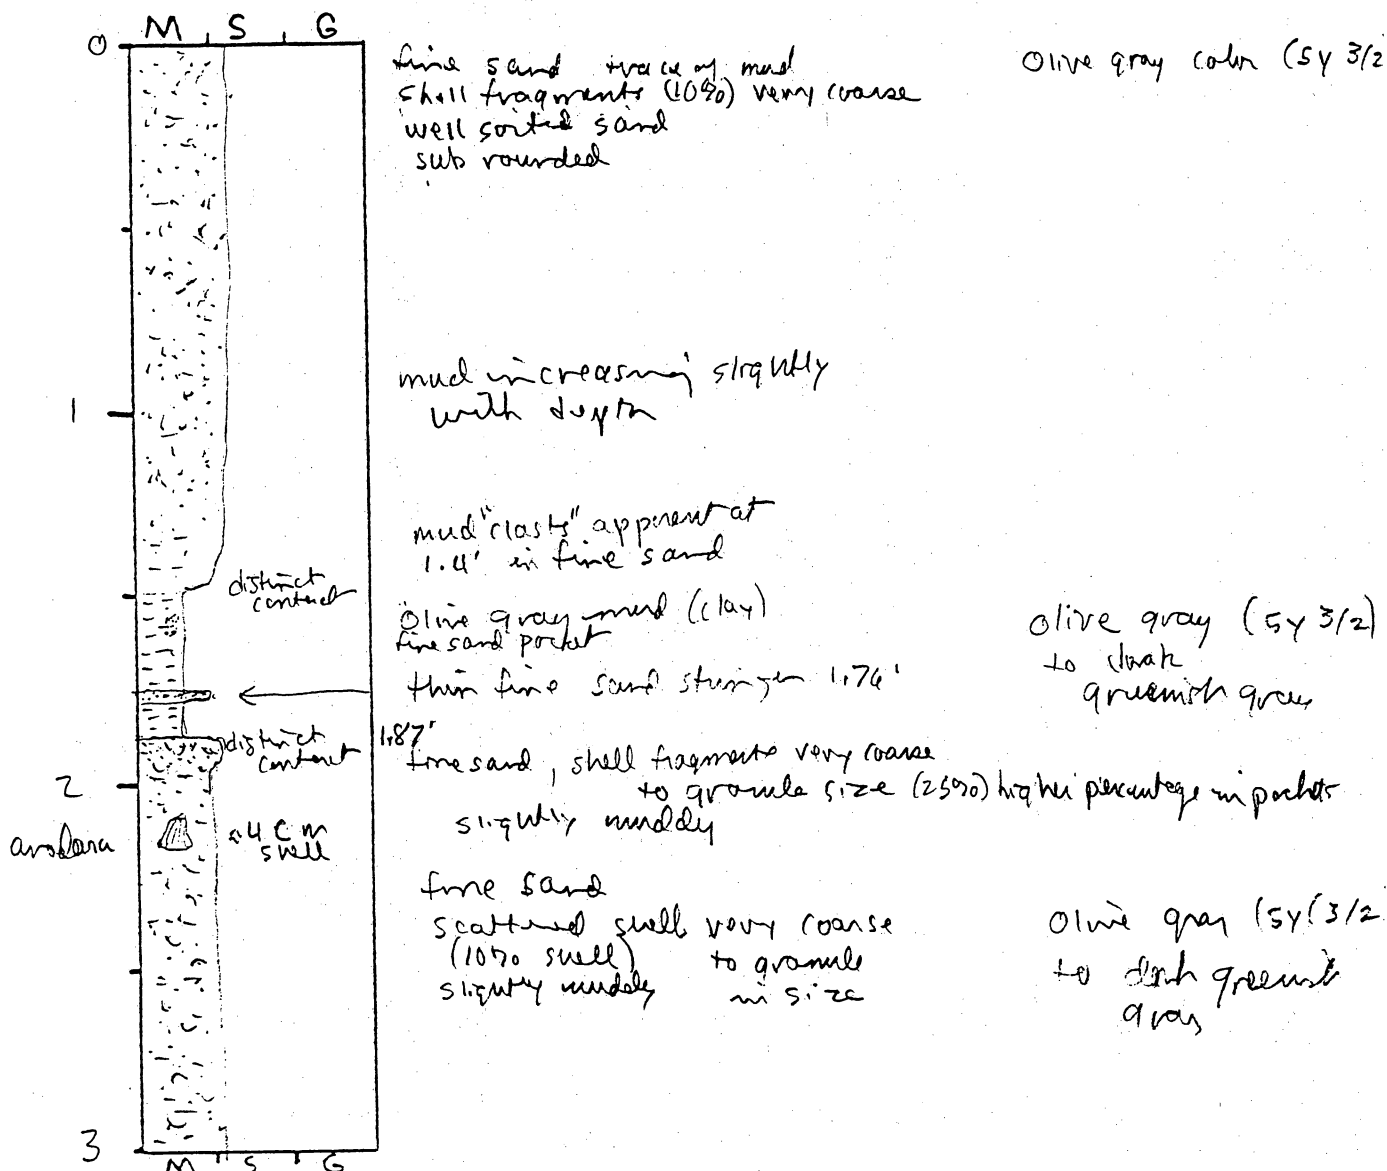 M S G
0
fine sand trace of mud
shell fragments (10%) very coarse
well sorted sand
sub rounded
Olive gray color (5Y 3/2
mud increasing slightly
with depth
1
mud "clasts" apparent at
1.4' in fine sand
distinct
contact
Olive gray mud (clay)
fine sand pocket
Olive gray (5Y 3/2)
to dark
greenish gray
thin fine sand stringer 1.76'
distinct
contact
1.87'
fine sand, shell fragments very coarse
to granule size (25%) higher percentage in pockets
slightly muddy
2
4 cm
shell
fine sand
scattered shell very coarse
(10% shell) to granule
slightly muddy in size
Olive gray (5Y (3/2
to dark greenish
gray
3
M S G